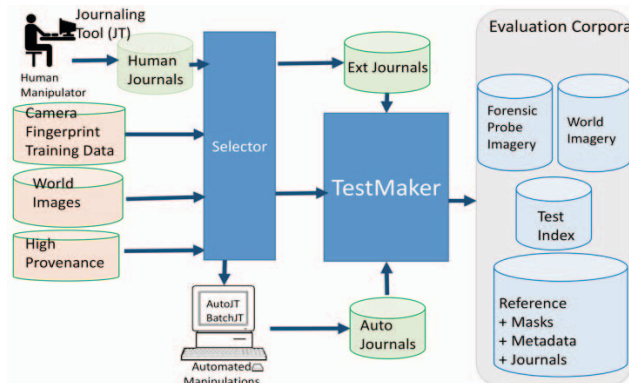 Journaling
Tool (JT)
Human
Manipulator
Human
Journals
Camera
Fingerprint
Training Data
World
Images
High
Provenance
Selector
Ext Journals
TestMaker
AutoJT
BatchJT
Automated
Manipulations
Auto
Journals
Evaluation Corpora
Forensic
Probe
Imagery
World
Imagery
Test
Index
Reference
+ Masks
+ Metadata
+ Journals